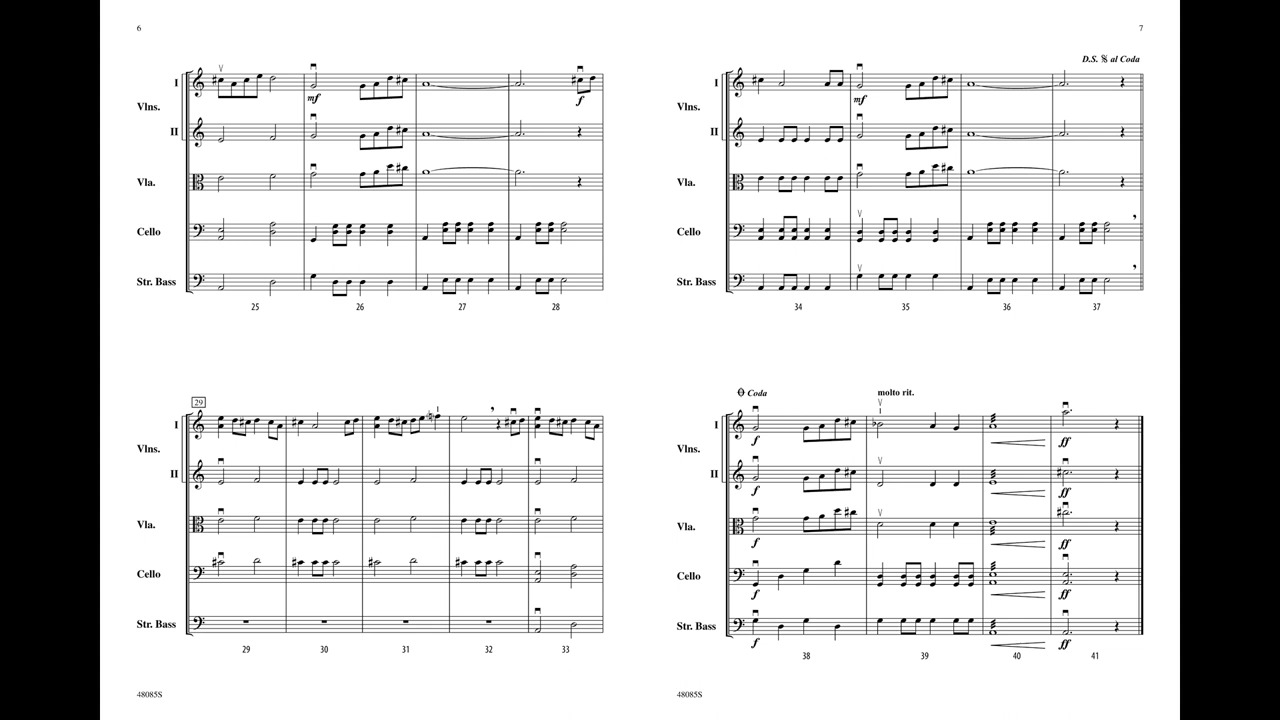 6
I
Vlns.
mf
f
II
Vla.
Cello
Str. Bass
25 26 27 28
29
I
Vlns.
II
Vla.
Cello
Str. Bass
29 30 31 32 33
48085S
7
D.S. 𝄋 al Coda
I
Vlns.
mf
II
Vla.
Cello
Str. Bass
34 35 36 37
𝄌 Coda molto rit.
I
f ff
Vlns.
II
f ff
Vla.
f ff
Cello
f ff
Str. Bass
f ff
38 39 40 41
48085S